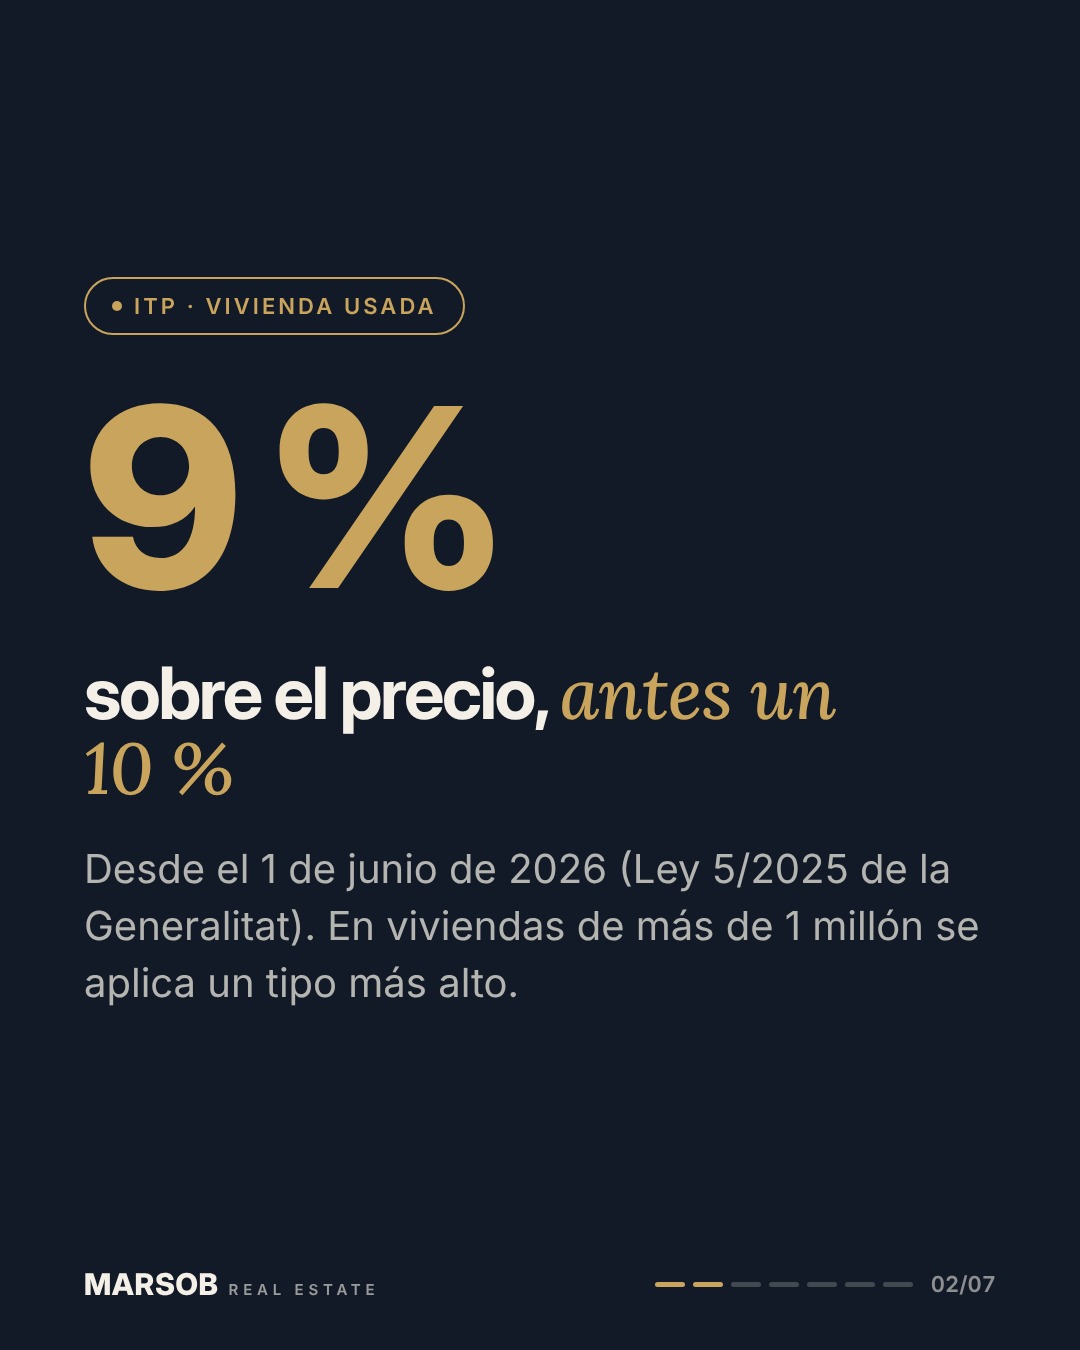 ITP · VIVIENDA USADA
9 %
sobre el precio, antes un
10 %
Desde el 1 de junio de 2026 (Ley 5/2025 de la
Generalitat). En viviendas de más de 1 millón se
aplica un tipo más alto.
MARSOB REAL ESTATE
02/07